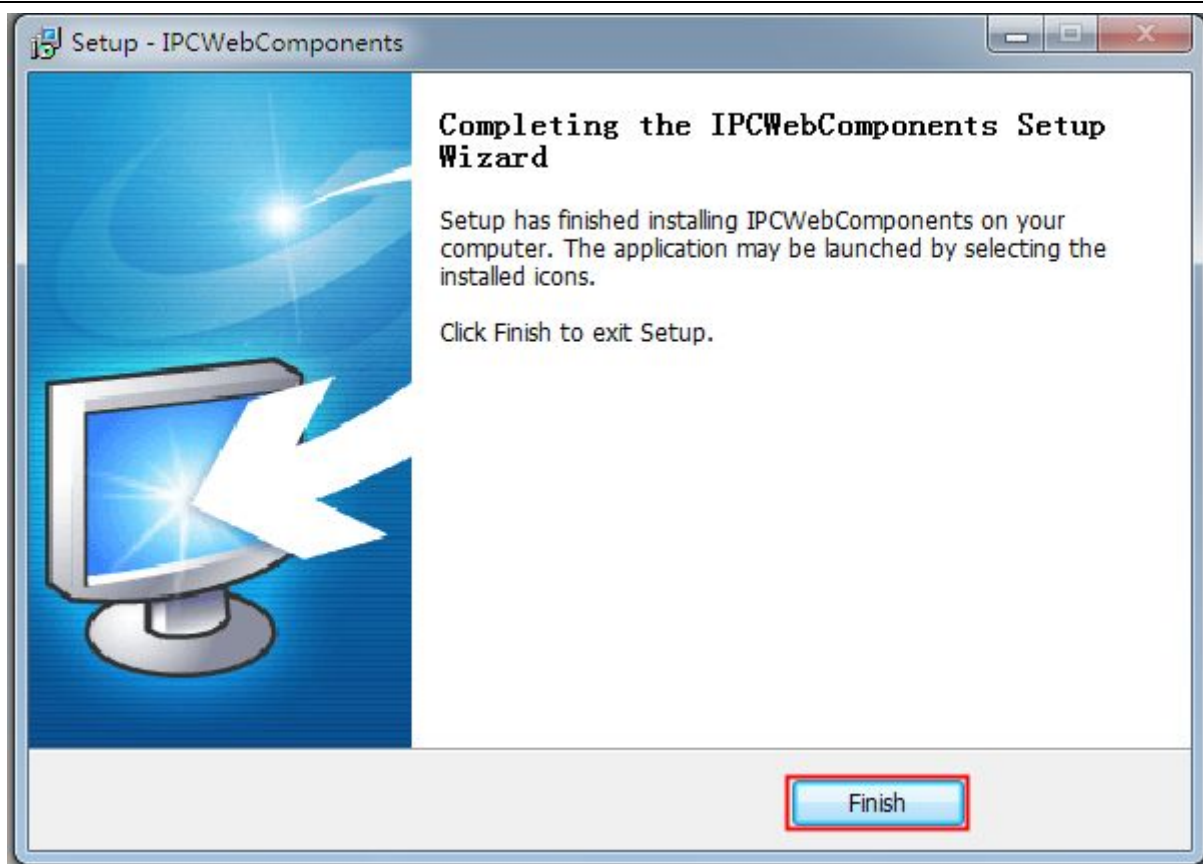 Setup - IPCWebComponents
Completing the IPCWebComponents Setup
Wizard
Setup has finished installing IPCWebComponents on your
computer. The application may be launched by selecting the
installed icons.
Click Finish to exit Setup.
Finish